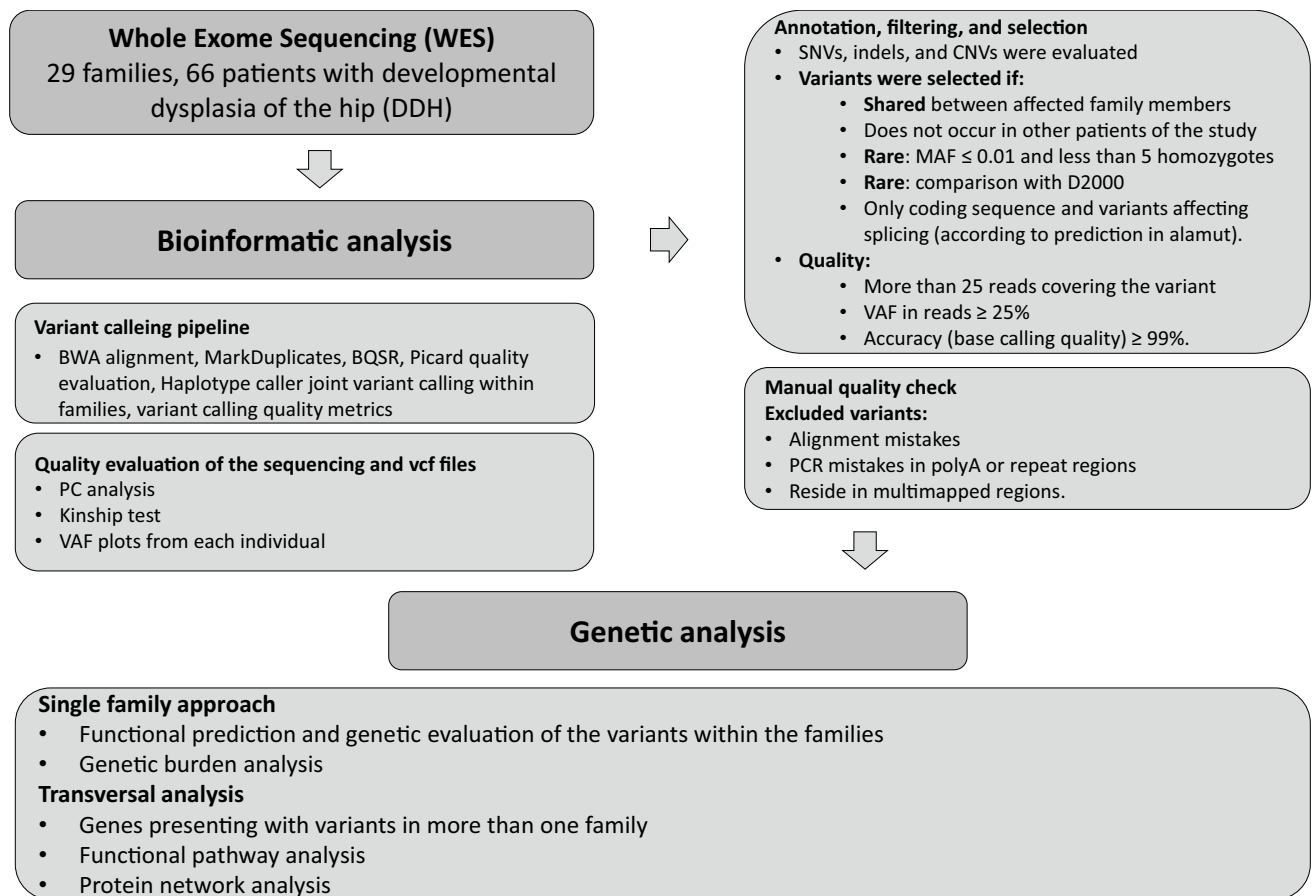 Whole Exome Sequencing (WES)
29 families, 66 patients with developmental
dysplasia of the hip (DDH)
Bioinformatic analysis
Variant calleing pipeline
• BWA alignment, MarkDuplicates, BQSR, Picard quality
evaluation, Haplotype caller joint variant calling within
families, variant calling quality metrics
Quality evaluation of the sequencing and vcf files
• PC analysis
• Kinship test
• VAF plots from each individual
Annotation, filtering, and selection
• SNVs, indels, and CNVs were evaluated
• Variants were selected if:
• Shared between affected family members
• Does not occur in other patients of the study
• Rare: MAF ≤ 0.01 and less than 5 homozygotes
• Rare: comparison with D2000
• Only coding sequence and variants affecting
splicing (according to prediction in alamut).
• Quality:
• More than 25 reads covering the variant
• VAF in reads ≥ 25%
• Accuracy (base calling quality) ≥ 99%.
Manual quality check
Excluded variants:
• Alignment mistakes
• PCR mistakes in polyA or repeat regions
• Reside in multimapped regions.
Genetic analysis
Single family approach
• Functional prediction and genetic evaluation of the variants within the families
• Genetic burden analysis
Transversal analysis
• Genes presenting with variants in more than one family
• Functional pathway analysis
• Protein network analysis